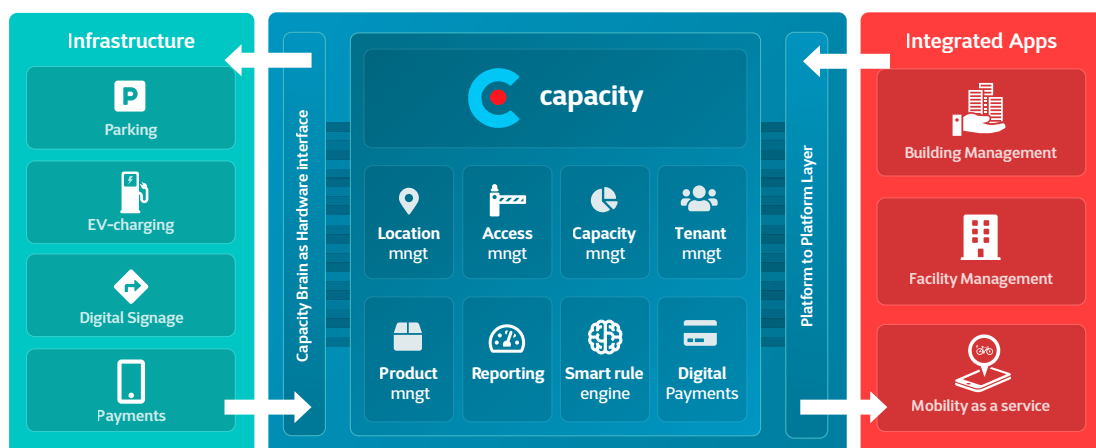 Infrastructure
P
Parking
EV-charging
Digital Signage
Payments
Capacity Brain as Hardware interface
capacity
Location
mngt
Access
mngt
Capacity
mngt
Tenant
mngt
Product
mngt
Reporting
Smart rule
engine
Digital
Payments
Platform to Platform Layer
Integrated Apps
Building Management
Facility Management
Mobility as a service